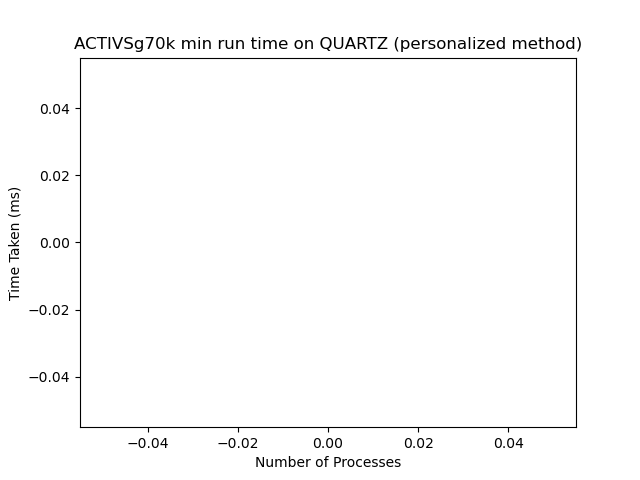 ACTIVSg70k min run time on QUARTZ (personalized method)
0.04
0.02
0.00
−0.02
−0.04
Time Taken (ms)
−0.04 −0.02 0.00 0.02 0.04
Number of Processes